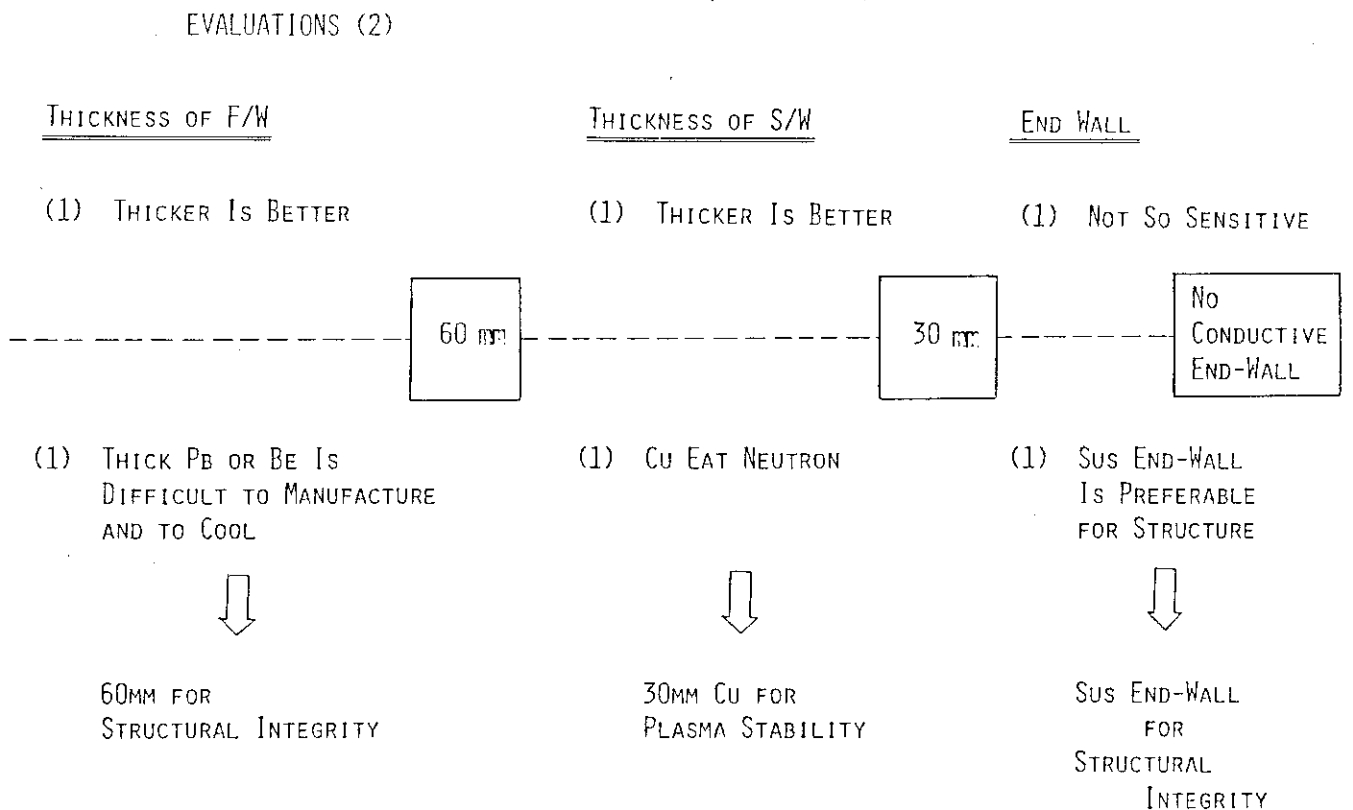 EVALUATIONS (2)
THICKNESS OF F/W
(1) THICKER IS BETTER
60 mm
(1) THICK PB OR BE IS
DIFFICULT TO MANUFACTURE
AND TO COOL
60MM FOR
STRUCTURAL INTEGRITY
THICKNESS OF S/W
(1) THICKER IS BETTER
30 mm
(1) CU EAT NEUTRON
30MM CU FOR
PLASMA STABILITY
END WALL
(1) NOT SO SENSITIVE
NO
CONDUCTIVE
END-WALL
(1) SUS END-WALL
IS PREFERABLE
FOR STRUCTURE
SUS END-WALL
FOR
STRUCTURAL
INTEGRITY